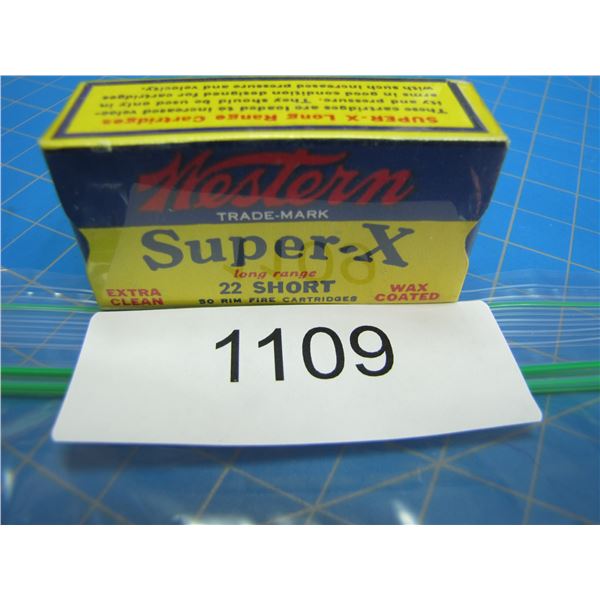 SUPER-X Long Range Cartridges
These cartridges are loaded to increased veloc-
ity and pressure. They should be used only in
arms in good condition designed for cartridges
with such increased pressure and velocity.
Western
TRADE-MARK
Super-X
long range
22 SHORT
EXTRA CLEAN
50 RIM FIRE CARTRIDGES
WAX COATED
1109